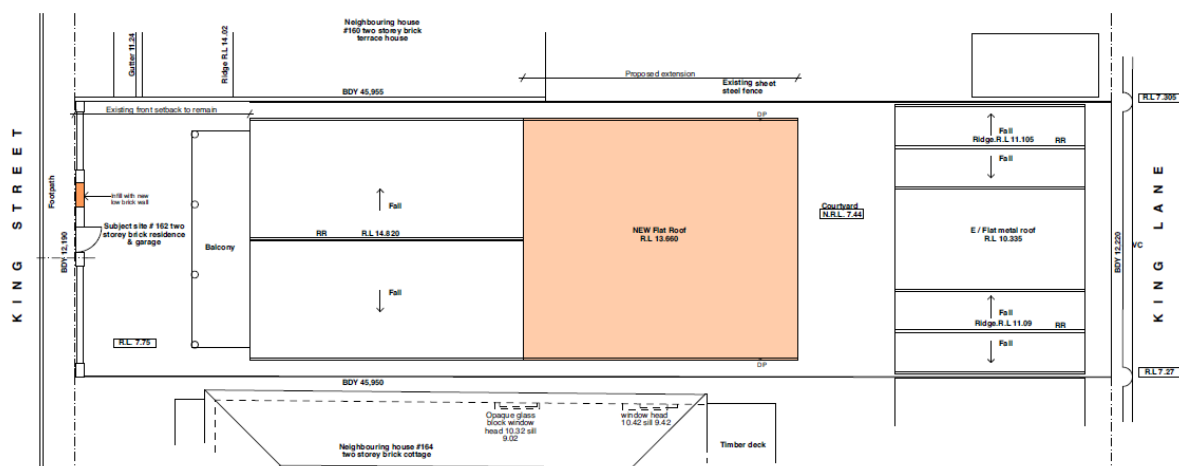 Neighbouring house
#160 two storey brick
terrace house
Gutter 11.24
Ridge R.L 14.02
Proposed extension
Existing sheet
steel fence
BDY 45,955
R.L 7.305
Existing front setback to remain
DP
Fall
Ridge.R.L 11.105 RR
Fall
KING STREET
Footpath
Infill with new
low brick wall
Fall
Courtyard
N.R.L. 7.44
KING LANE
Subject site # 162 two
storey brick residence
& garage
BDY 12,190
Balcony
RR R.L 14.820
NEW Flat Roof
R.L 13.660
E / Flat metal roof
R.L 10.335
BDY 12,220
VC
Fall
Fall
Ridge.R.L 11.09 RR
Fall
R.L. 7.75
DP
R.L 7.27
BDY 45,950
Opaque glass
block window
head 10.32 sill
9.02
window head
10.42 sill 9.42
Neighbouring house #164
two storey brick cottage
Timber deck